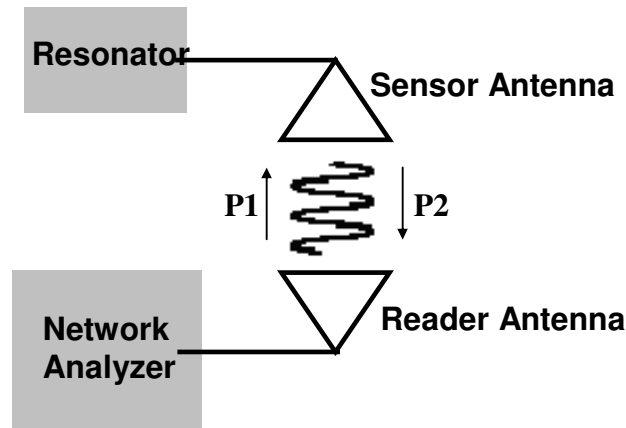 Resonator
Sensor Antenna
P1
P2
Reader Antenna
Network
Analyzer